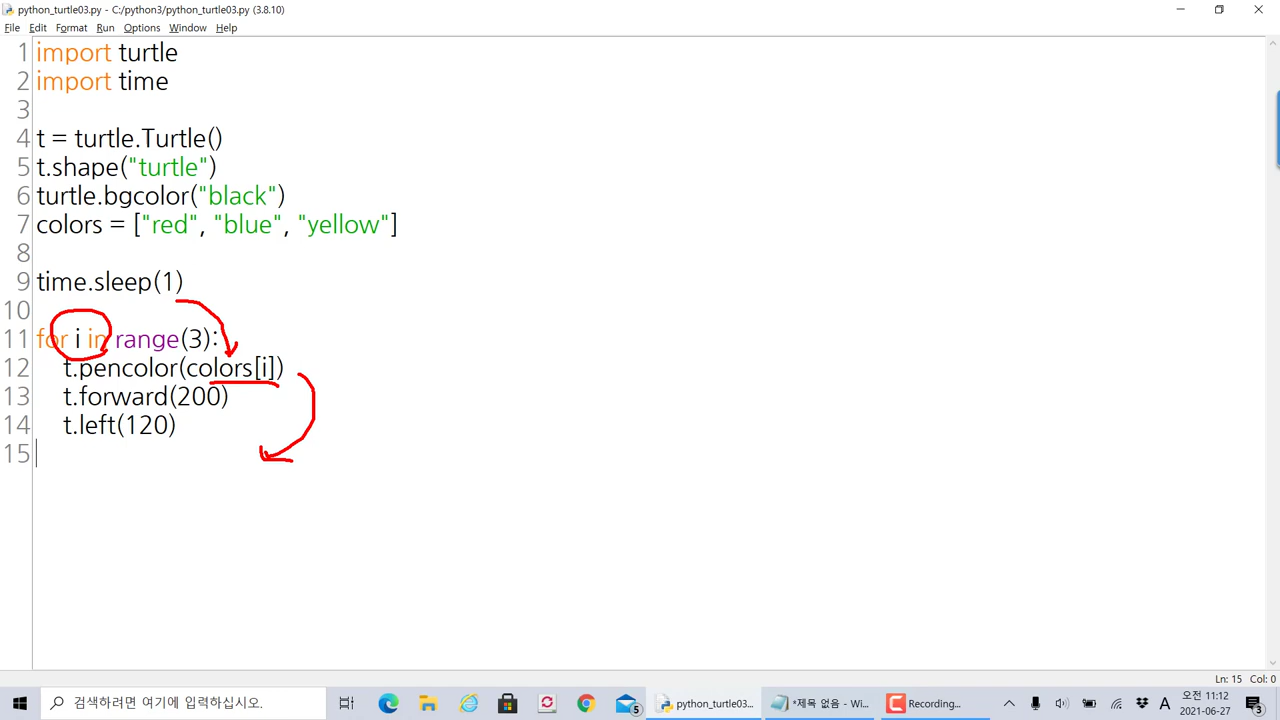 python_turtle03.py - C:/python3/python_turtle03.py (3.8.10)
File Edit Format Run Options Window Help
1 import turtle
2 import time
3
4 t = turtle.Turtle()
5 t.shape("turtle")
6 turtle.bgcolor("black")
7 colors = ["red", "blue", "yellow"]
8
9 time.sleep(1)
10
11 for i in range(3):
12     t.pencolor(colors[i])
13     t.forward(200)
14     t.left(120)
15
Ln: 15 Col: 0
검색하려면 여기에 입력하십시오.
5
python_turtle03...
*제목 없음 - Wi...
Recording...
A
오전 11:12
2021-06-27
3